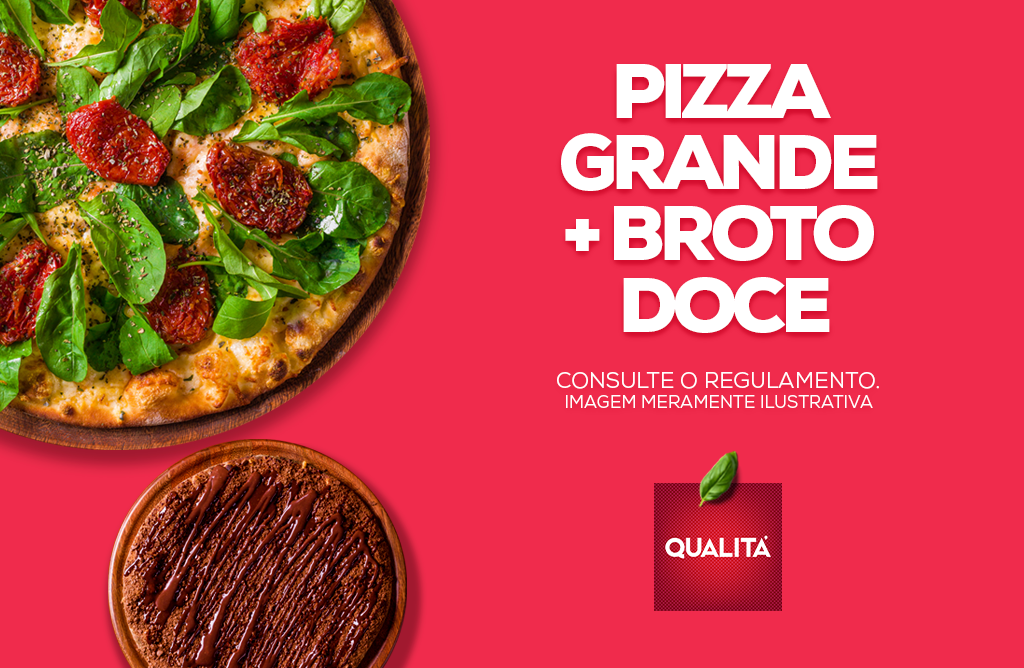 PIZZA
GRANDE
+ BROTO
DOCE
CONSULTE O REGULAMENTO.
IMAGEM MERAMENTE ILUSTRATIVA
QUALITÁ